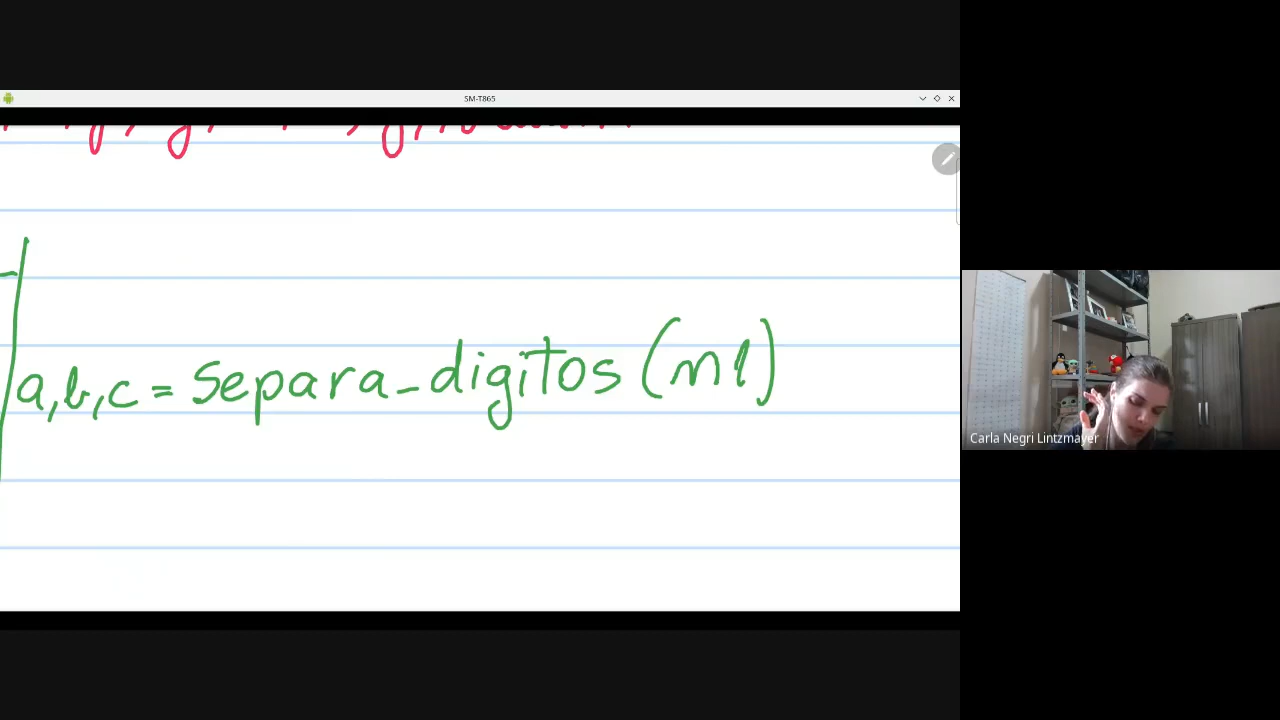 SM-T865
a,b,c = separa_digitos (n1)
Carla Negri Lintzmayer